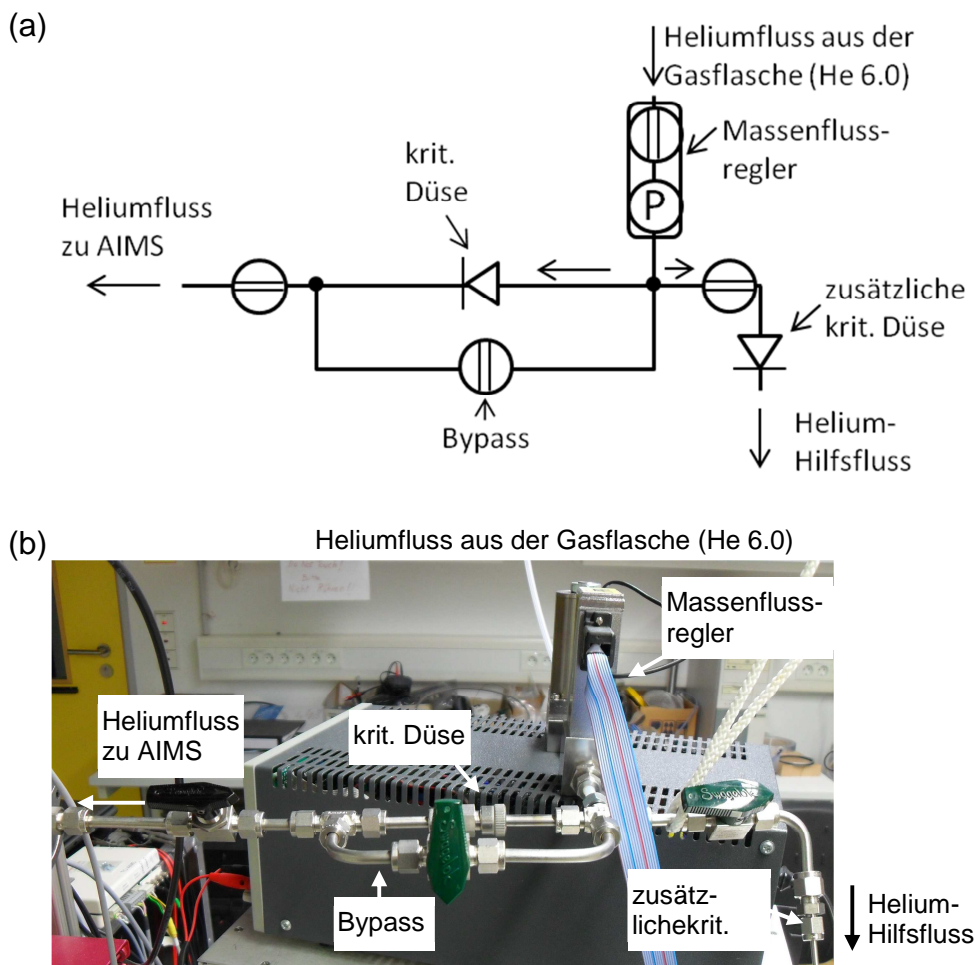 (a)
Heliumfluss aus der
Gasflasche (He 6.0)
Massenfluss-
regler
krit.
Düse
P
Heliumfluss
zu AIMS
zusätzliche
krit. Düse
Bypass
Helium-
Hilfsfluss
(b)
Heliumfluss aus der Gasflasche (He 6.0)
Massenfluss-
regler
Heliumfluss
zu AIMS
krit. Düse
Swagelok
Bypass
zusätz-
lichekrit.
Helium-
Hilfsfluss